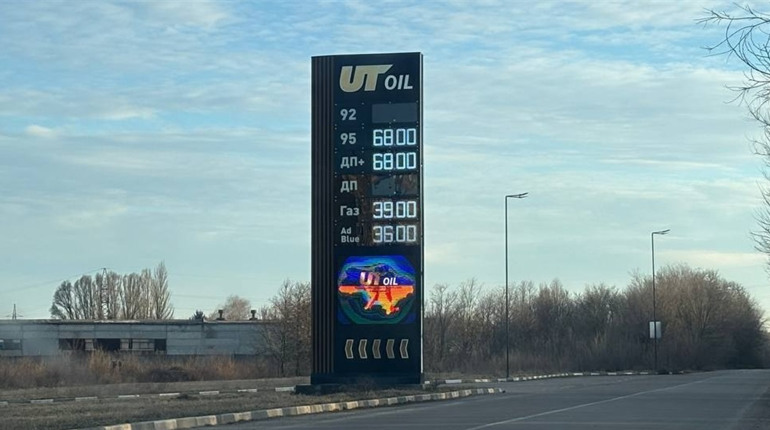 UT OIL
92
95 68.00
ДП+ 68.00
ДП
Газ 39.00
Ad Blue 36.00
UT OIL